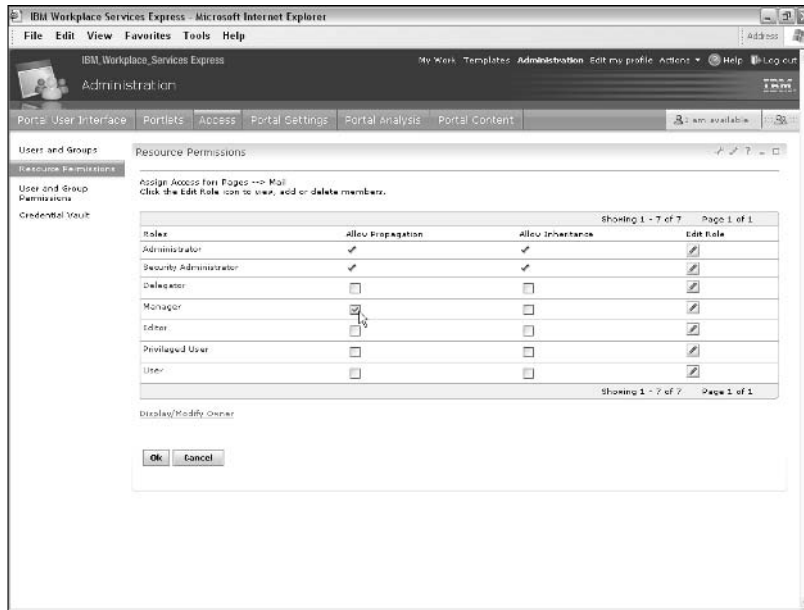 IBM Workplace Services Express - Microsoft Internet Explorer
File Edit View Favorites Tools Help Address
IBM Workplace Services Express My Work Templates Administration Edit my profile Actions Help Log out
Administration IBM
Portal User Interface Portlets Access Portal Settings Portal Analysis Portal Content I am available
Users and Groups
Resource Permissions
User and Group
Permissions
Credential Vault
Resource Permissions ?
Assign Access for: Pages --> Mail
Click the Edit Role icon to view, add or delete members.
Showing 1 - 7 of 7 Page 1 of 1
Roles Allow Propagation Allow Inheritance Edit Role
Administrator
Security Administrator
Delegator
Manager
Editor
Privileged User
User
Showing 1 - 7 of 7 Page 1 of 1
Display/Modify Owner
Ok Cancel